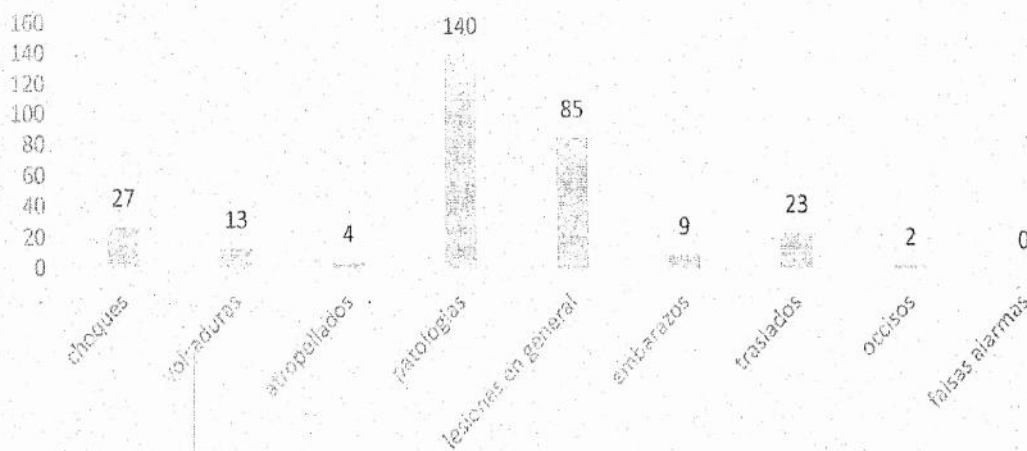 160
140
120
100
80
60
40
20
0
27
13
4
140
85
9
23
2
0
choques
volcaduras
atropellados
patologias
lesiones en general
embarazos
traslados
occisos
falsas alarmas